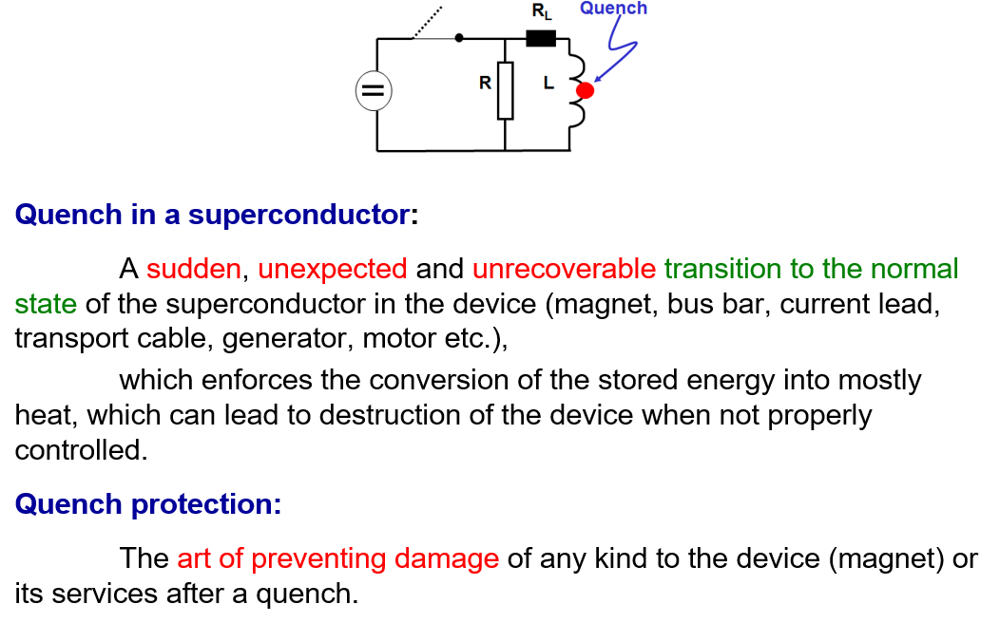 R_L Quench
R L
Quench in a superconductor:
A sudden, unexpected and unrecoverable transition to the normal
state of the superconductor in the device (magnet, bus bar, current lead,
transport cable, generator, motor etc.),
which enforces the conversion of the stored energy into mostly
heat, which can lead to destruction of the device when not properly
controlled.
Quench protection:
The art of preventing damage of any kind to the device (magnet) or
its services after a quench.